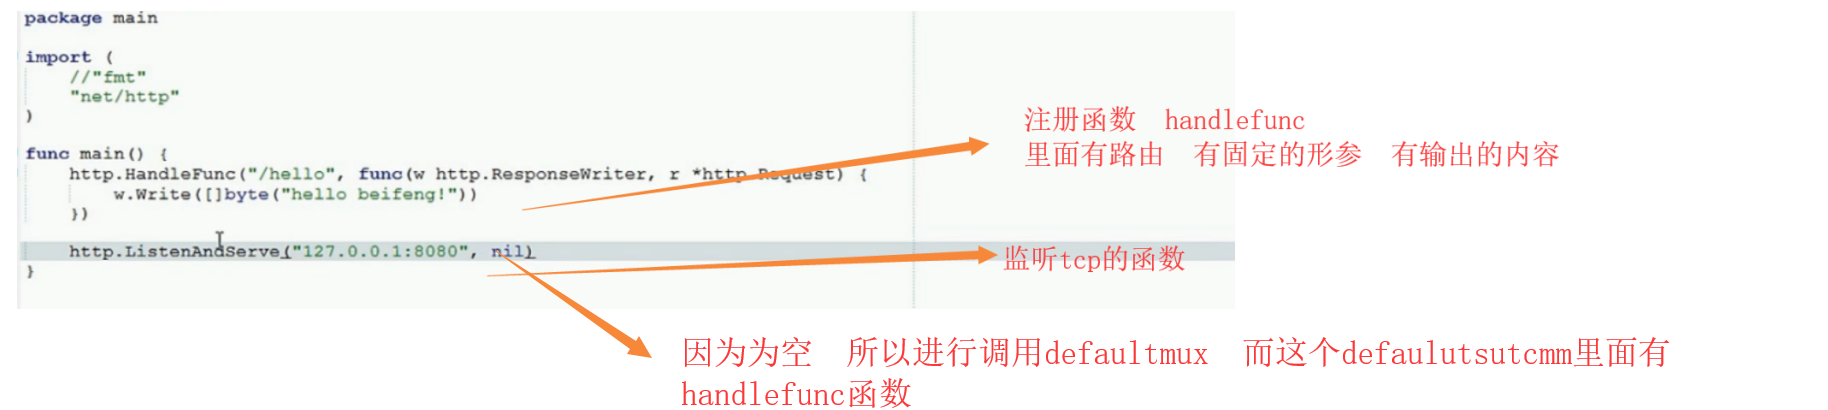 package main
import (
//"fmt"
"net/http"
)
func main() {
http.HandleFunc("/hello", func(w http.ResponseWriter, r *http.Request) {
w.Write([]byte("hello beifeng!"))
})
http.ListenAndServe("127.0.0.1:8080", nil)
}
注册函数 handlefunc
里面有路由 有固定的形参 有输出的内容
监听tcp的函数
因为为空 所以进行调用defaultmux 而这个defaulutsutcmm里面有
handlefunc函数